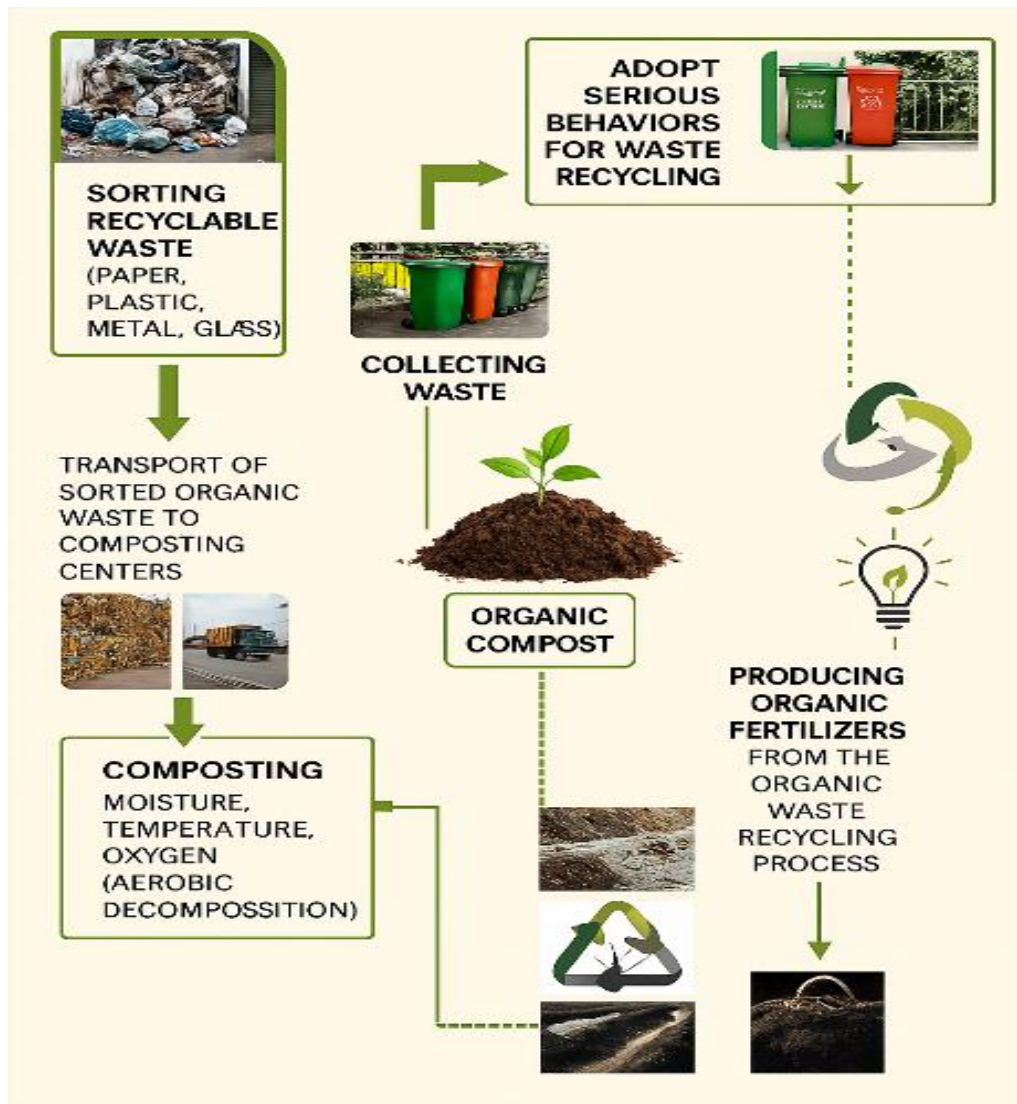 SORTING
RECYCLABLE
WASTE
(PAPER,
PLASTIC,
METAL, GLASS)
TRANSPORT OF
SORTED ORGANIC
WASTE TO
COMPOSTING
CENTERS
COMPOSTING
MOISTURE,
TEMPERATURE,
OXYGEN
(AEROBIC
DECOMPOSSITION)
COLLECTING
WASTE
ORGANIC
COMPOST
ADOPT
SERIOUS
BEHAVIORS
FOR WASTE
RECYCLING
PRODUCING
ORGANIC
FERTILIZERS
FROM THE
ORGANIC
WASTE
RECYCLING
PROCESS